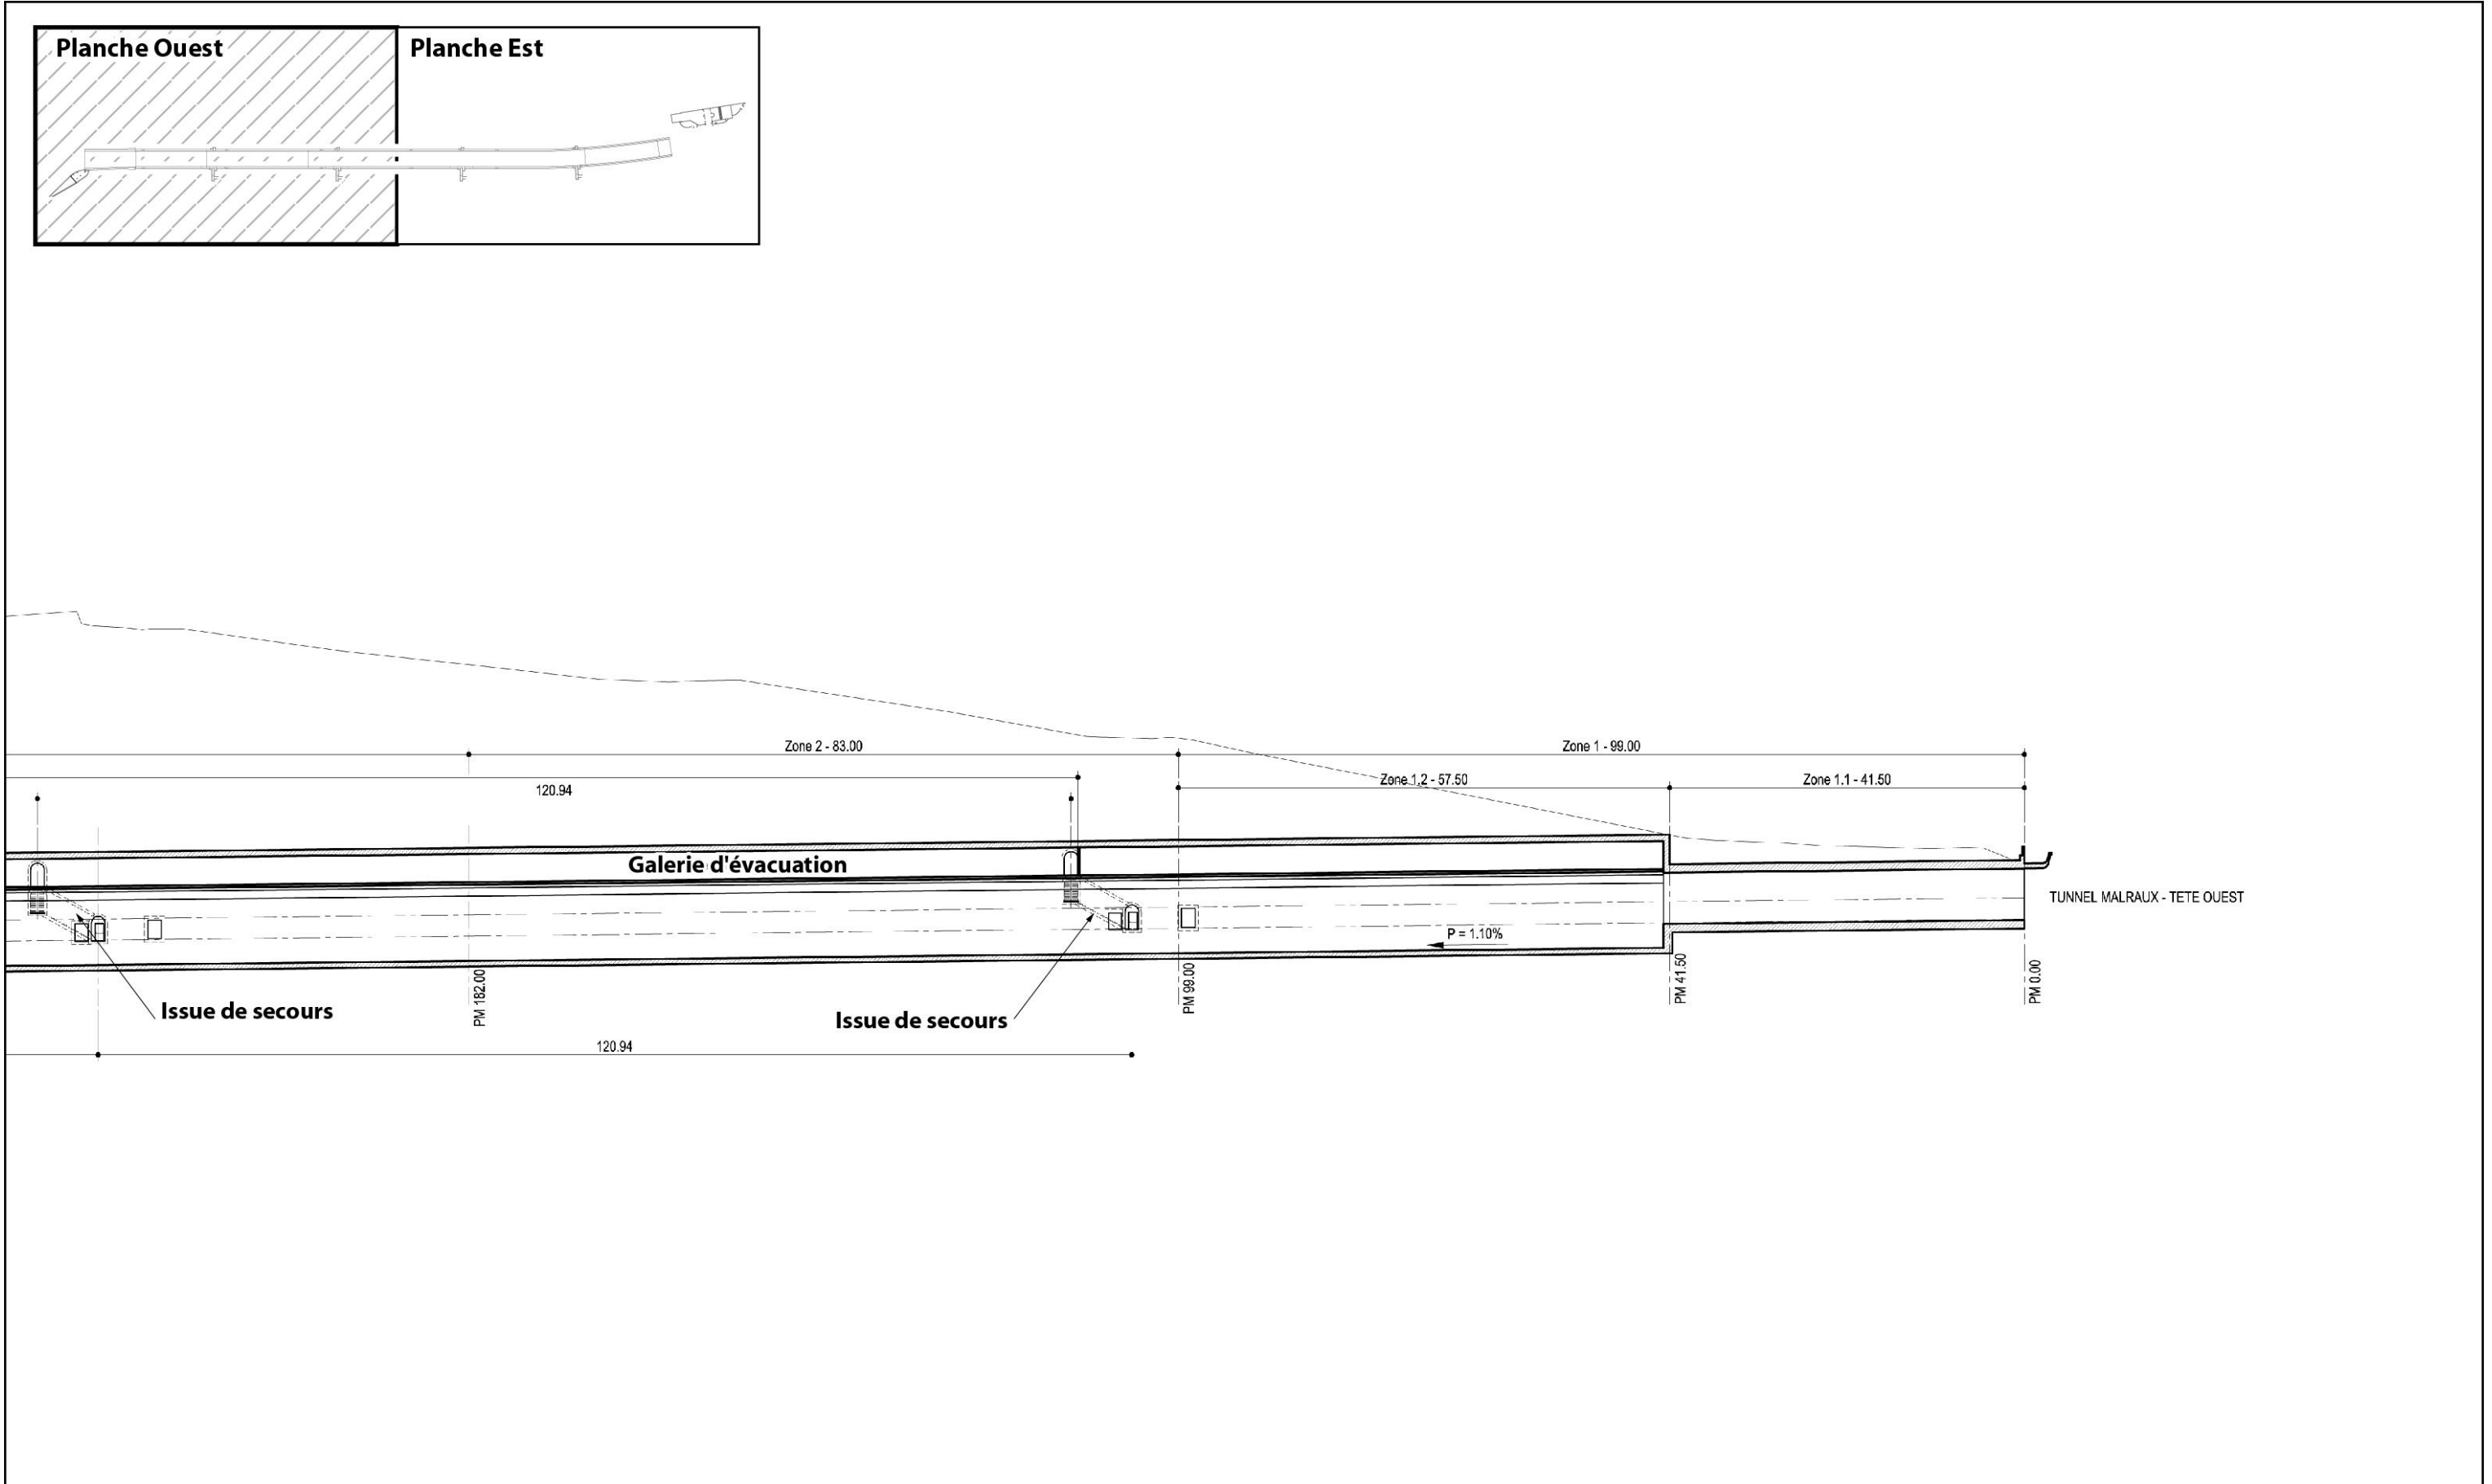 Planche Ouest
Planche Est
Zone 2 - 83.00
Zone 1 - 99.00
120.94
Zone 1.2 - 57.50
Zone 1.1 - 41.50
Galerie d'évacuation
TUNNEL MALRAUX - TETE OUEST
P = 1.10%
Issue de secours
PM 182.00
Issue de secours
PM 99.00
PM 41.50
PM 0.00
120.94